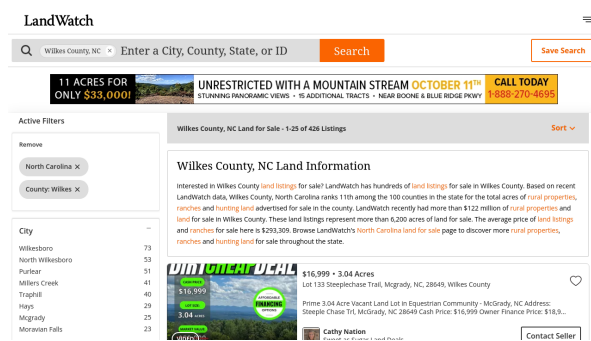 LandWatch
Wilkes County, NC × Enter a City, County, State, or ID Search Save Search
11 ACRES FOR ONLY $33,000!
UNRESTRICTED WITH A MOUNTAIN STREAM OCTOBER 11TH
STUNNING PANORAMIC VIEWS • 15 ADDITIONAL TRACTS • NEAR BOONE & BLUE RIDGE PKWY
CALL TODAY
1-888-270-4695
Active Filters
Remove
North Carolina ×
County: Wilkes ×
City −
Wilkesboro 73
North Wilkesboro 53
Purlear 51
Millers Creek 41
Traphill 40
Hays 29
Mcgrady 25
Moravian Falls 23
Wilkes County, NC Land for Sale - 1-25 of 426 Listings Sort
Wilkes County, NC Land Information
Interested in Wilkes County land listings for sale? LandWatch has hundreds of land listings for sale in Wilkes County. Based on recent
LandWatch data, Wilkes County, North Carolina ranks 11th among the 100 counties in the state for the total acres of rural properties,
ranches and hunting land advertised for sale in the county. LandWatch recently had more than $122 million of rural properties and
land for sale in Wilkes County. These land listings represent more than 6,200 acres of land for sale. The average price of land listings
and ranches for sale here is $293,309. Browse LandWatch's North Carolina land for sale page to discover more rural properties,
ranches and hunting land for sale throughout the state.
DIRT CHEAP DEAL
CASH PRICE
$16,999
LOT SIZE:
3.04 ACRES
MARKET VALUE
VIDEO
AFFORDABLE
FINANCING
OPTIONS
$16,999 • 3.04 Acres
Lot 133 Steeplechase Trail, Mcgrady, NC, 28649, Wilkes County
Prime 3.04 Acre Vacant Land Lot in Equestrian Community - McGrady, NC Address:
Steeple Chase Trl, McGrady, NC 28649 Cash Price: $16,999 Owner Finance Price: $18,9...
Cathy Nation
Sweet as Sugar Land Deals
Contact Seller